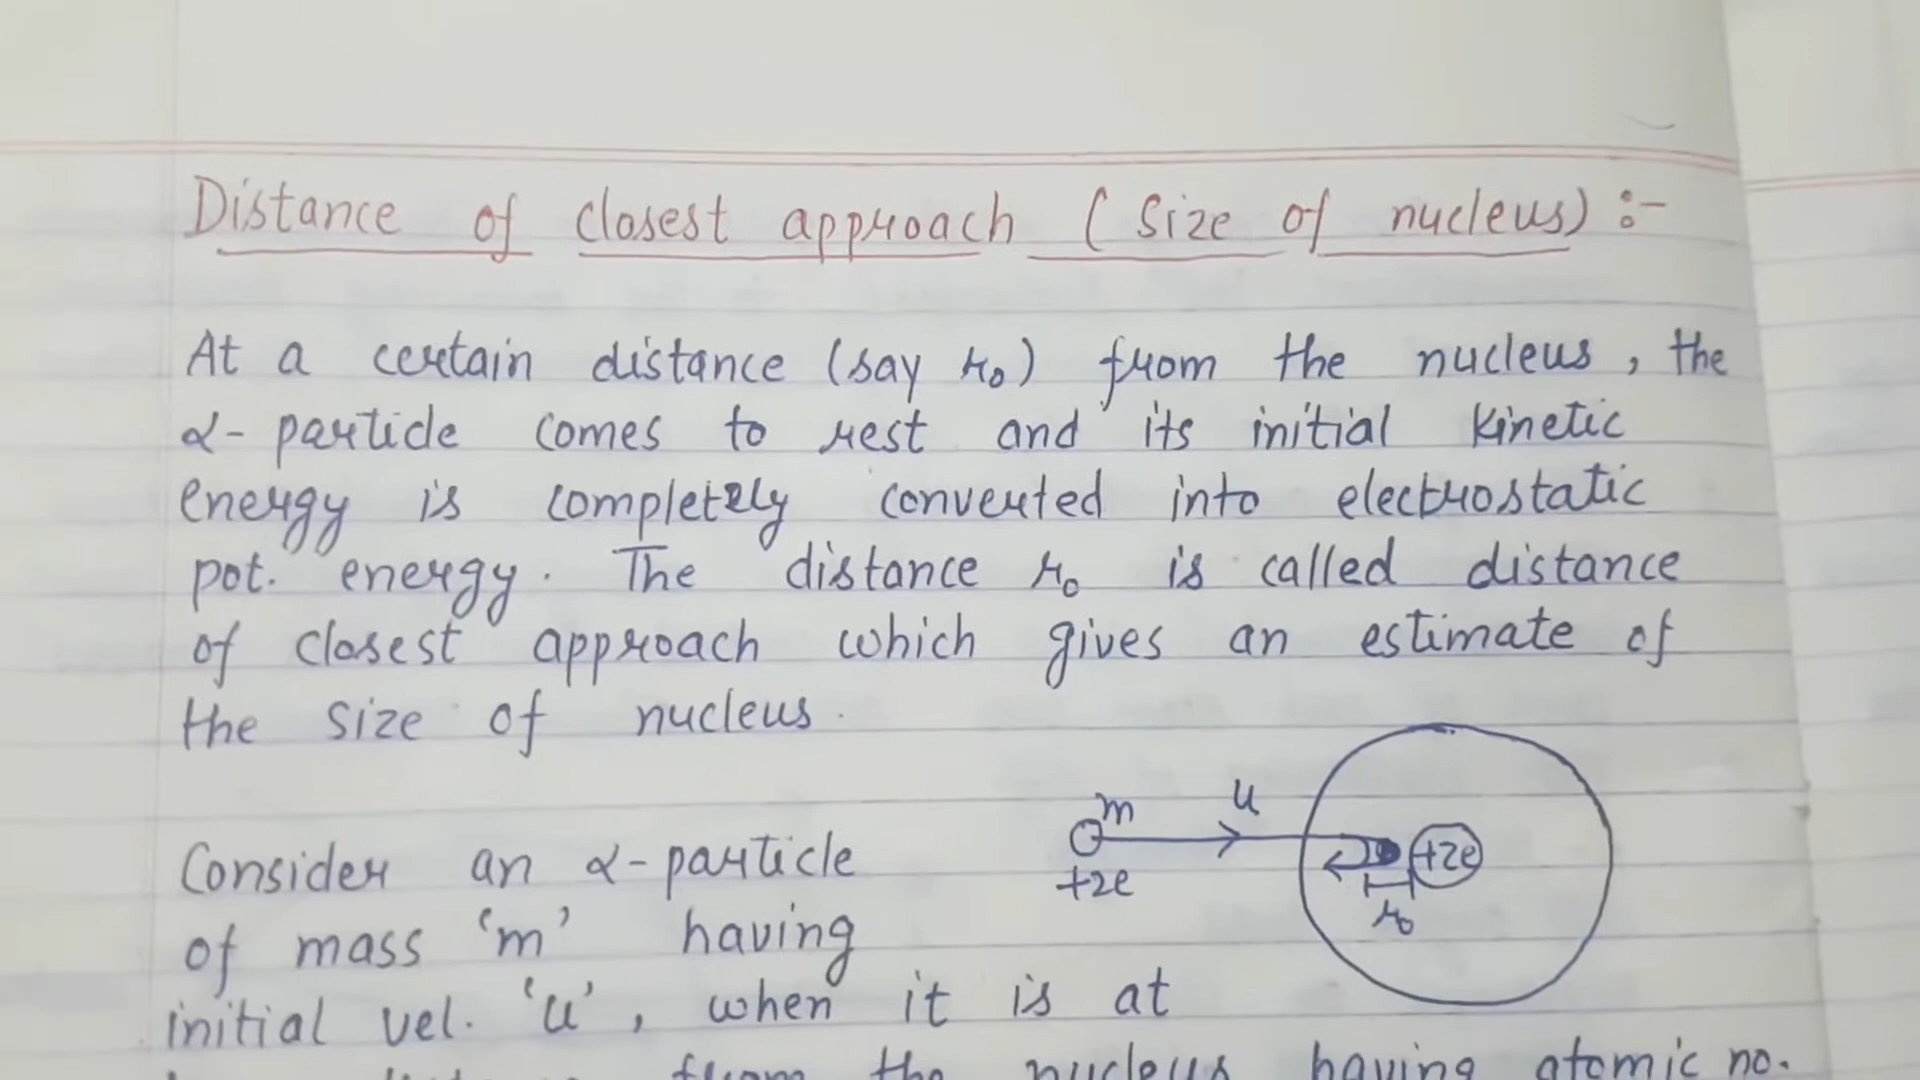 Distance of closest approach (Size of nucleus) :-
At a certain distance (say r₀) from the nucleus, the
α-particle comes to rest and its initial kinetic
energy is completely converted into electrostatic
pot. energy. The distance r₀ is called distance
of closest approach which gives an estimate of
the size of nucleus.
m
u
+2e
+ze
r₀
Consider an α-particle
of mass 'm' having
initial vel. 'u', when it is at
from the nucleus having atomic no.